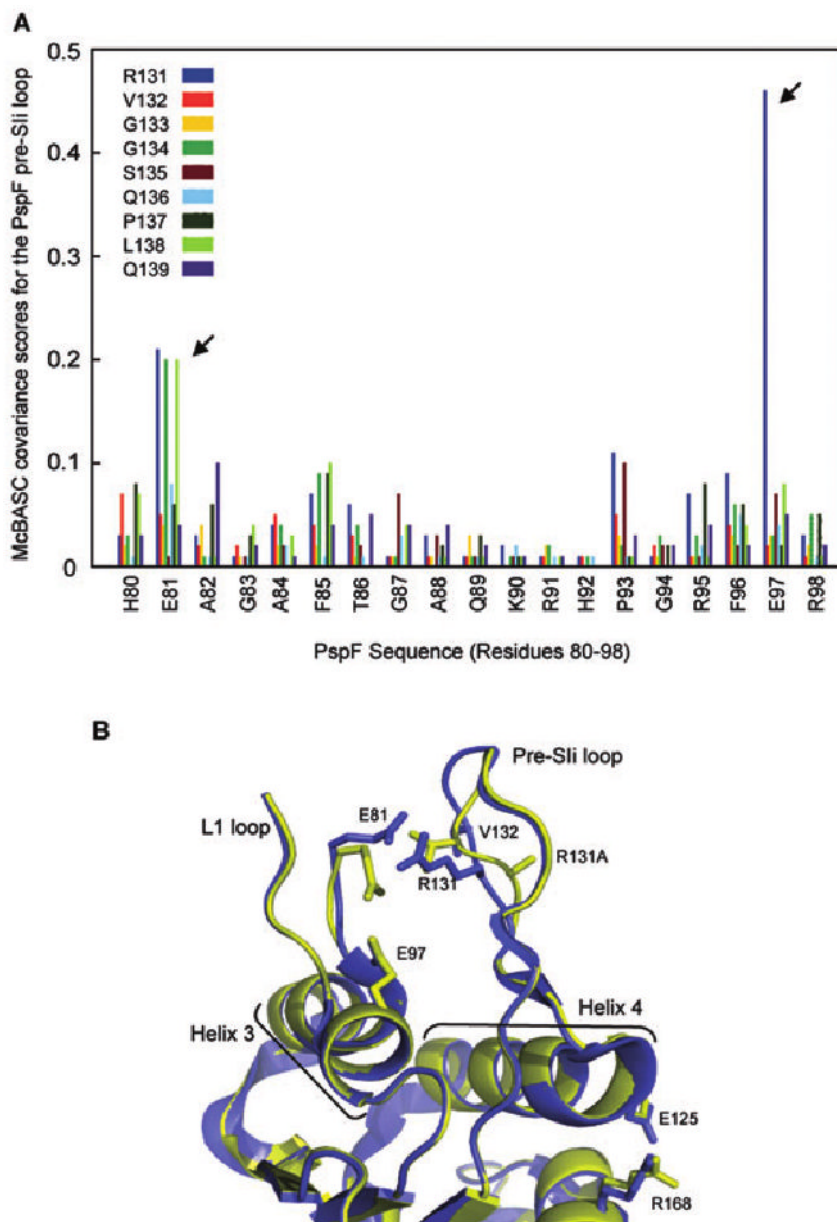 A
McBASC covariance scores for the PspF pre-SIi loop
0.5
0.4
0.3
0.2
0.1
0
R131
V132
G133
G134
S135
Q136
P137
L138
Q139
H80
E81
A82
G83
A84
F85
T86
G87
A88
Q89
K90
R91
H92
P93
G94
R95
F96
E97
R98
PspF Sequence (Residues 80-98)
B
Pre-SIi loop
L1 loop
E81
V132
R131
R131A
E97
Helix 4
Helix 3
E125
R168